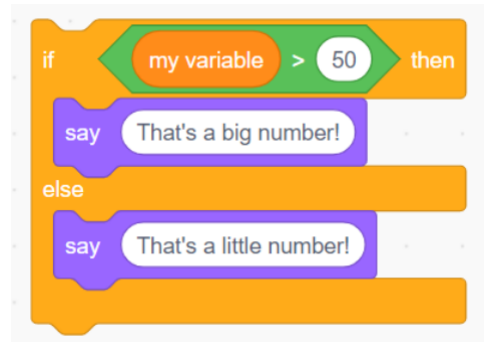 if my variable > 50 then
say That's a big number!
else
say That's a little number!